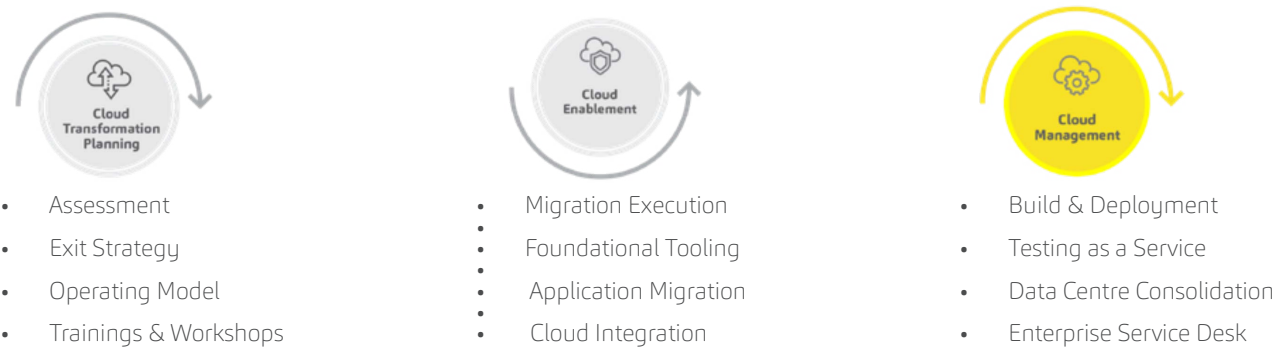 Cloud
Transformation
Planning
• Assessment
• Exit Strategy
• Operating Model
• Trainings & Workshops
Cloud
Enablement
• Migration Execution
•
• Foundational Tooling
•
• Application Migration
•
• Cloud Integration
Cloud
Management
• Build & Deployment
• Testing as a Service
• Data Centre Consolidation
• Enterprise Service Desk